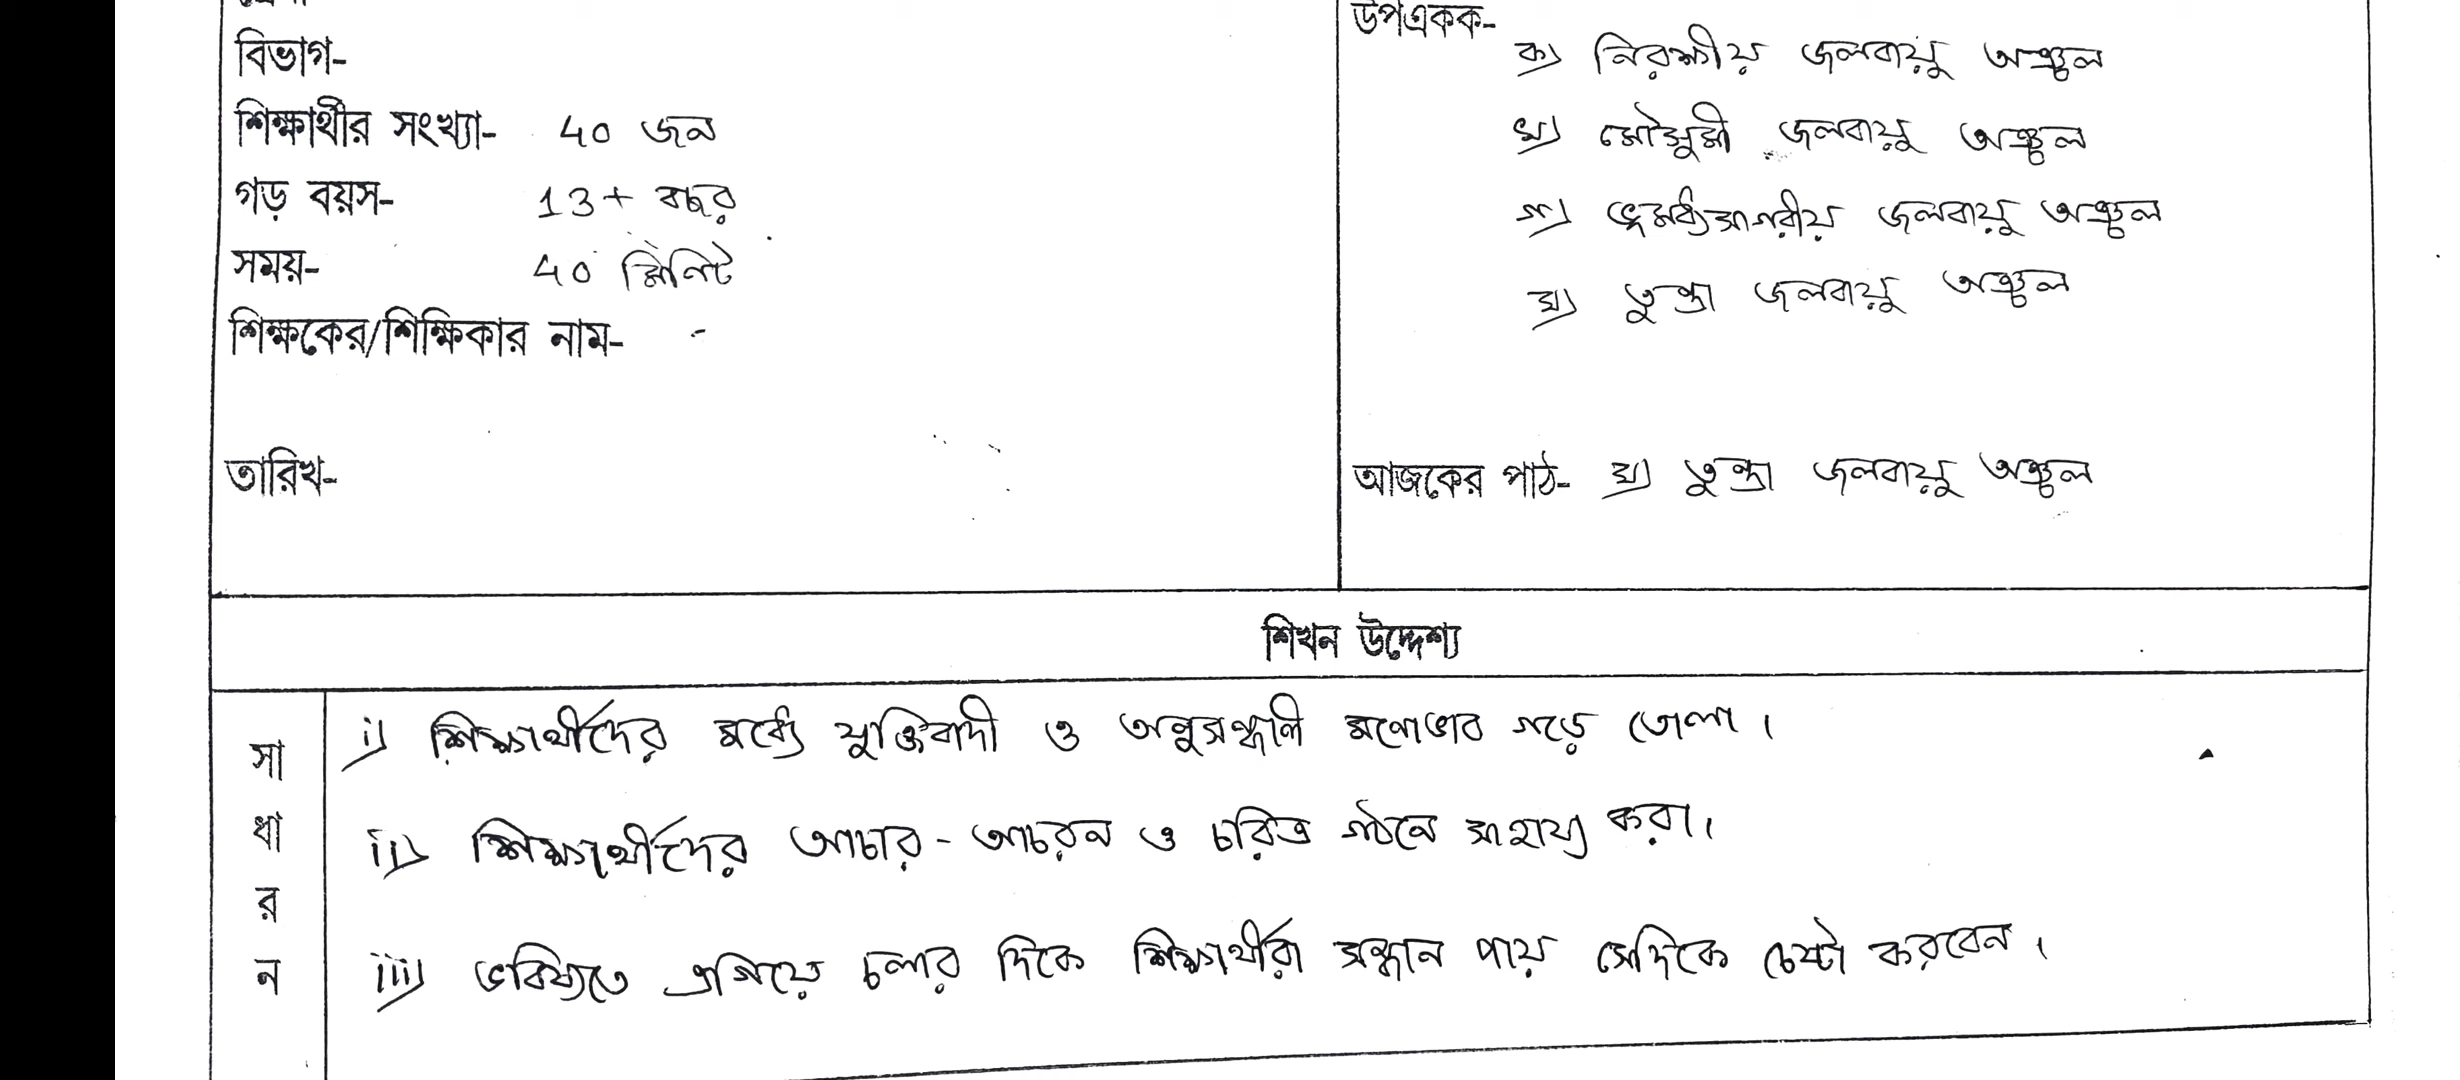 বিভাগ-
শিক্ষার্থীর সংখ্যা- 40 জন
গড় বয়স- 13+ বছর
সময়- 40 মিনিট
শিক্ষকের/শিক্ষিকার নাম- -
তারিখ-
উপএকক-
ক) নিরক্ষীয় জলবায়ু অঞ্চল
খ) মৌসুমী জলবায়ু অঞ্চল
গ) ভূমধ্যসাগরীয় জলবায়ু অঞ্চল
ঘ) তুন্দ্রা জলবায়ু অঞ্চল
আজকের পাঠ- ঘ) তুন্দ্রা জলবায়ু অঞ্চল
শিখন উদ্দেশ্য
সা
ধা
র
ন
i) শিক্ষার্থীদের মধ্যে যুক্তিবাদী ও অনুসন্ধানি মনোভাব গড়ে তোলা।
ii) শিক্ষার্থীদের আচার-আচরন ও চরিত্র গঠনে সাহায্য করা।
iii) ভবিষ্যতে এগিয়ে চলার দিকে শিক্ষার্থীরা সন্ধান পায় সেদিকে চেষ্টা করবেন।